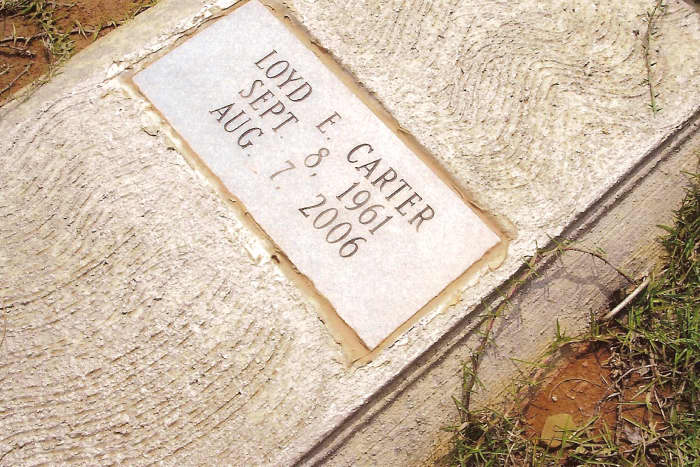 LOYD E. CARTER
SEPT. 8, 1961
AUG. 7, 2006